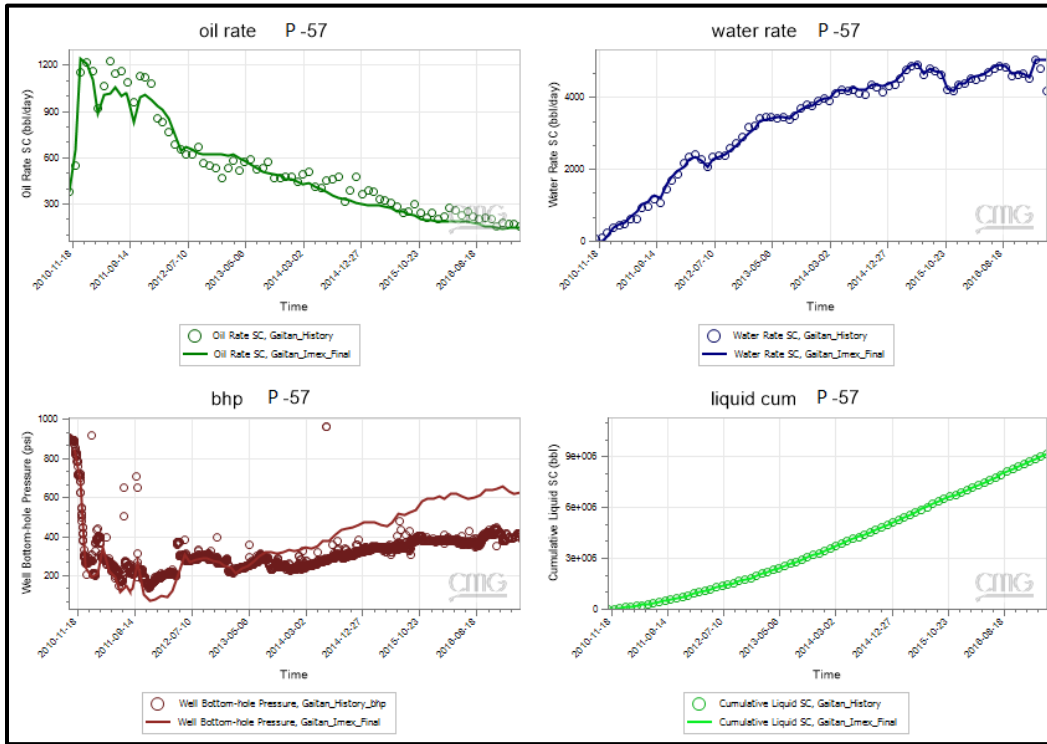 oil rate P -57
Oil Rate SC (bbl/day)
1200
900
600
300
2010-11-18
2011-09-14
2012-07-10
2013-05-06
2014-03-02
2014-12-27
2015-10-23
2016-08-18
CMG
Time
Oil Rate SC, Gaitan_History
Oil Rate SC, Gaitan_Imex_Final
water rate P -57
Water Rate SC (bbl/day)
4000
2000
0
2010-11-18
2011-09-14
2012-07-10
2013-05-06
2014-03-02
2014-12-27
2015-10-23
2016-08-18
CMG
Time
Water Rate SC, Gaitan_History
Water Rate SC, Gaitan_Imex_Final
bhp P -57
Well Bottom-hole Pressure (psi)
1000
800
600
400
200
2010-11-18
2011-09-14
2012-07-10
2013-05-06
2014-03-02
2014-12-27
2015-10-23
2016-08-18
CMG
Time
Well Bottom-hole Pressure, Gaitan_History_bhp
Well Bottom-hole Pressure, Gaitan_Imex_Final
liquid cum P -57
Cumulative Liquid SC (bbl)
9e+006
6e+006
3e+006
0
2010-11-18
2011-09-14
2012-07-10
2013-05-06
2014-03-02
2014-12-27
2015-10-23
2016-08-18
CMG
Time
Cumulative Liquid SC, Gaitan_History
Cumulative Liquid SC, Gaitan_Imex_Final